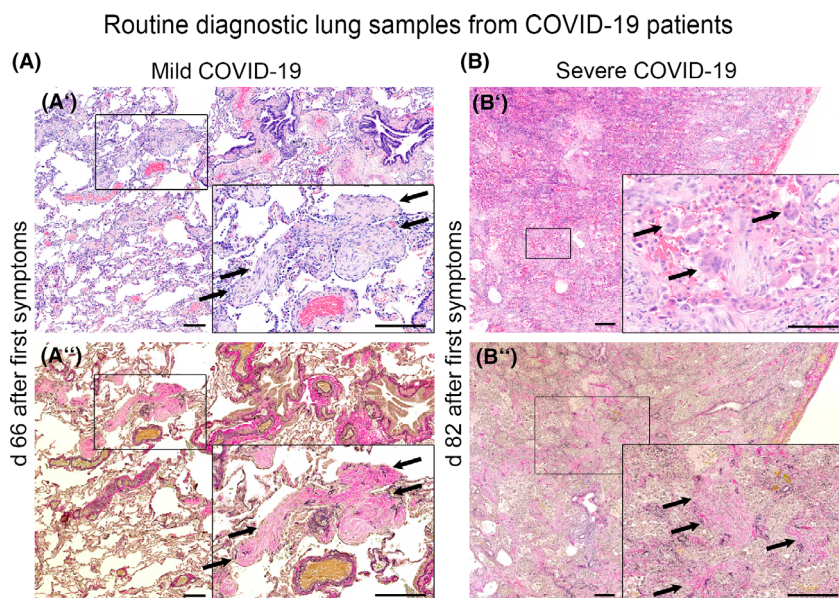 Routine diagnostic lung samples from COVID-19 patients
(A)
Mild COVID-19
(B)
Severe COVID-19
(A‘)
(B‘)
d 66 after first symptoms
d 82 after first symptoms
(A‘‘)
(B‘‘)